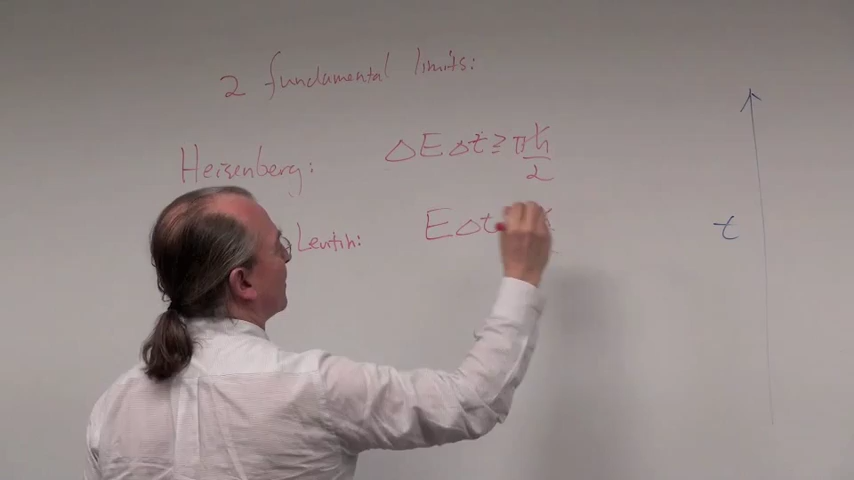 2 fundamental limits:
Heisenberg: ΔEΔt ≥ πħ/2
Levitin: EΔt
t